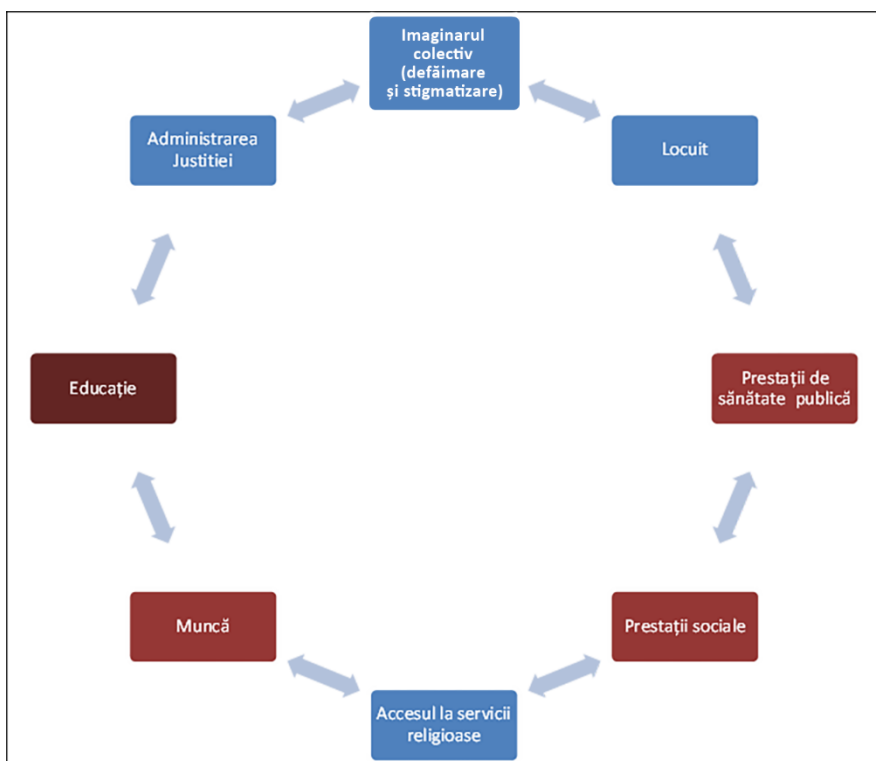 Imaginarul
colectiv
(defăimare
și stigmatizare)
Administrarea
Justitiei
Locuit
Educație
Prestații de
sănătate publică
Muncă
Prestații sociale
Accesul la servicii
religioase